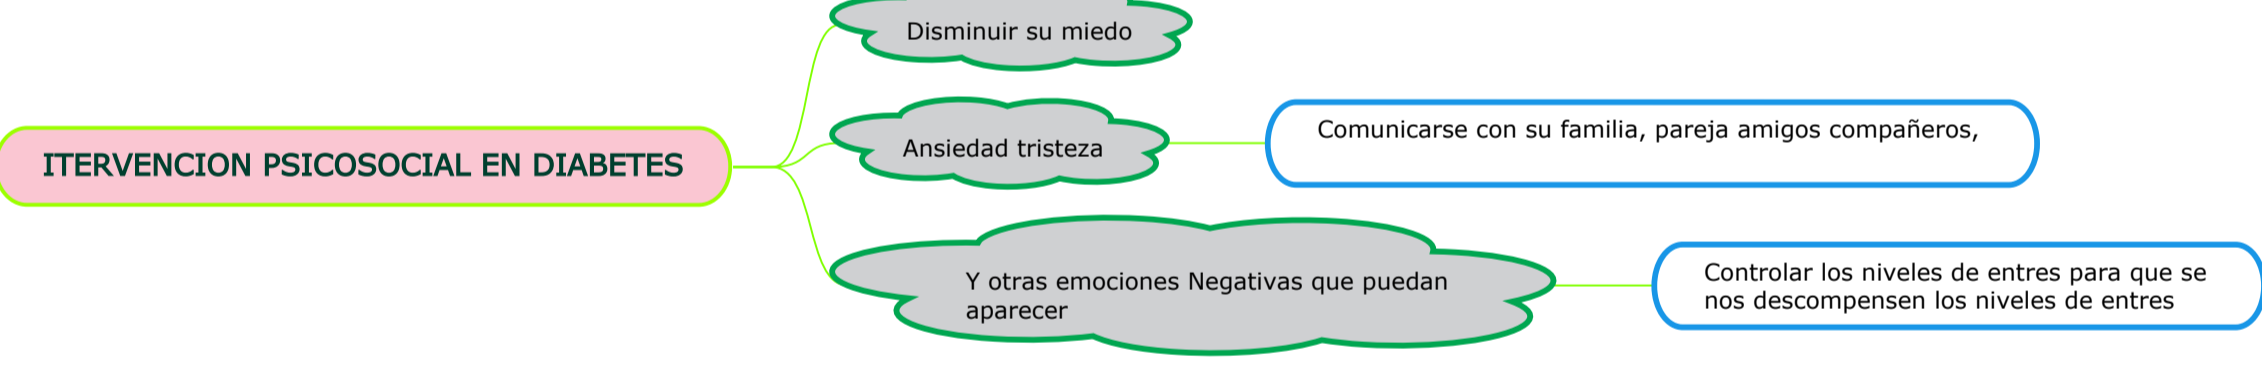 Disminuir su miedo
ITERVENCION PSICOSOCIAL EN DIABETES
Ansiedad tristeza
Comunicarse con su familia, pareja amigos compañeros,
Y otras emociones Negativas que puedan
aparecer
Controlar los niveles de entres para que se
nos descompensen los niveles de entres